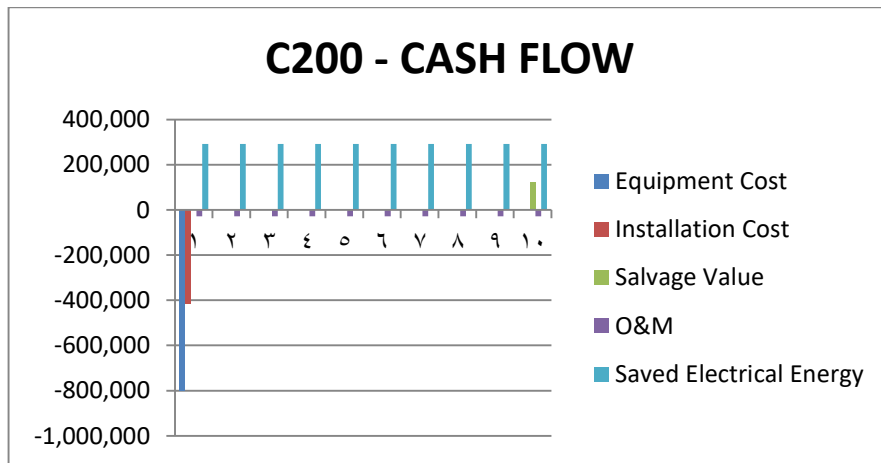 C200 - CASH FLOW
400,000
200,000
0
-200,000
-400,000
-600,000
-800,000
-1,000,000
١ ٢ ٣ ٤ ٥ ٦ ٧ ٨ ٩ ١٠
Equipment Cost
Installation Cost
Salvage Value
O&M
Saved Electrical Energy